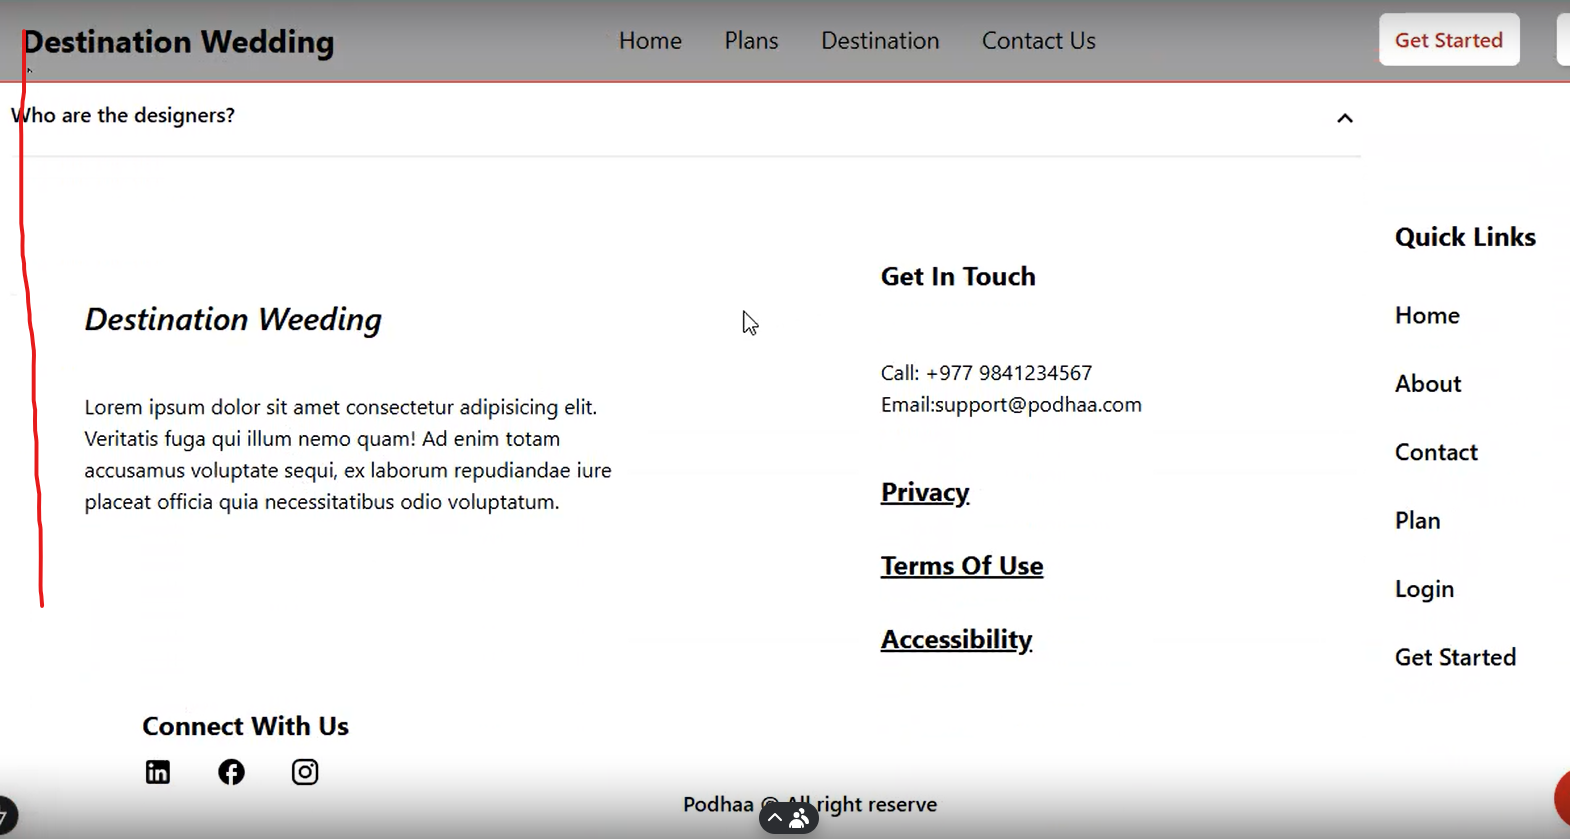 Destination Wedding
Home Plans Destination Contact Us
Get Started
Who are the designers?
Destination Weeding
Lorem ipsum dolor sit amet consectetur adipisicing elit.
Veritatis fuga qui illum nemo quam! Ad enim totam
accusamus voluptate sequi, ex laborum repudiandae iure
placeat officia quia necessitatibus odio voluptatum.
Get In Touch
Call: +977 9841234567
Email:support@podhaa.com
Privacy
Terms Of Use
Accessibility
Quick Links
Home
About
Contact
Plan
Login
Get Started
Connect With Us
Podhaa @ All right reserve